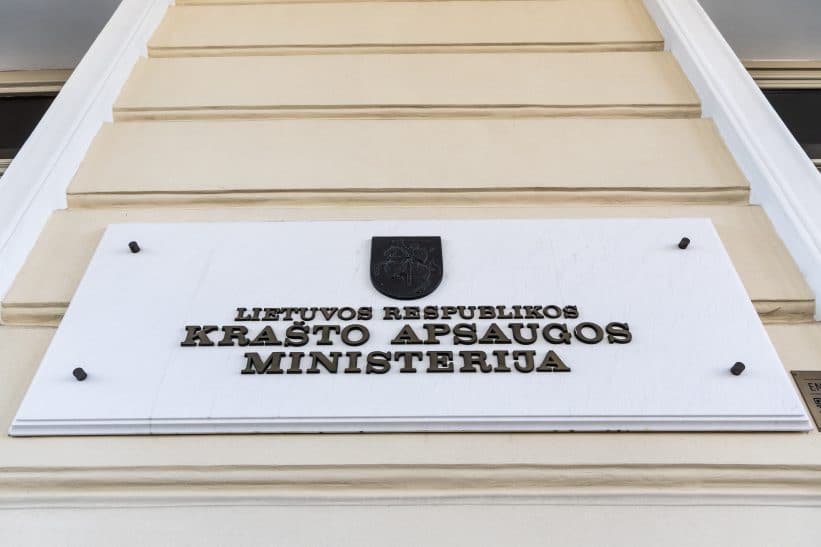 LIETUVOS RESPUBLIKOS
KRAŠTO APSAUGOS
MINISTERIJA